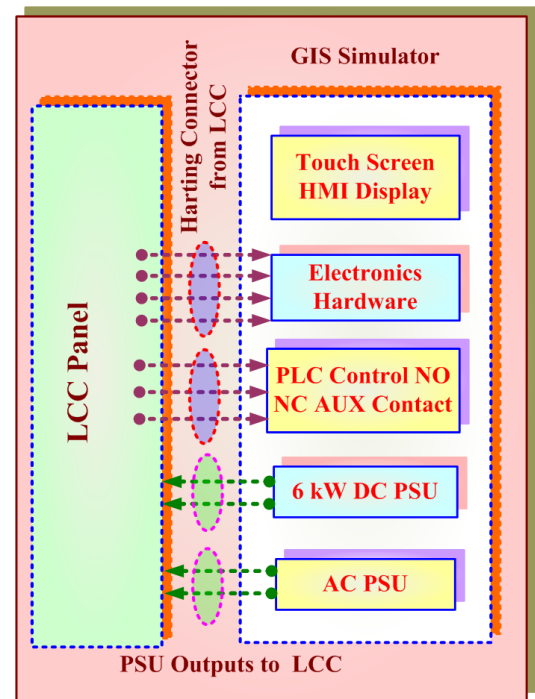 GIS Simulator
Harting Connector
from LCC
LCC Panel
Touch Screen
HMI Display
Electronics
Hardware
PLC Control NO
NC AUX Contact
6 kW DC PSU
AC PSU
PSU Outputs to LCC